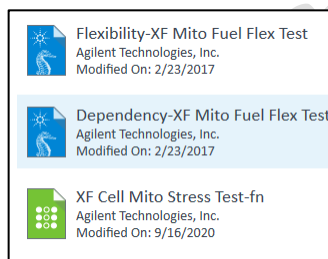 Flexibility-XF Mito Fuel Flex Test
Agilent Technologies, Inc.
Modified On: 2/23/2017
Dependency-XF Mito Fuel Flex Test
Agilent Technologies, Inc.
Modified On: 2/23/2017
XF Cell Mito Stress Test-fn
Agilent Technologies, Inc.
Modified On: 9/16/2020